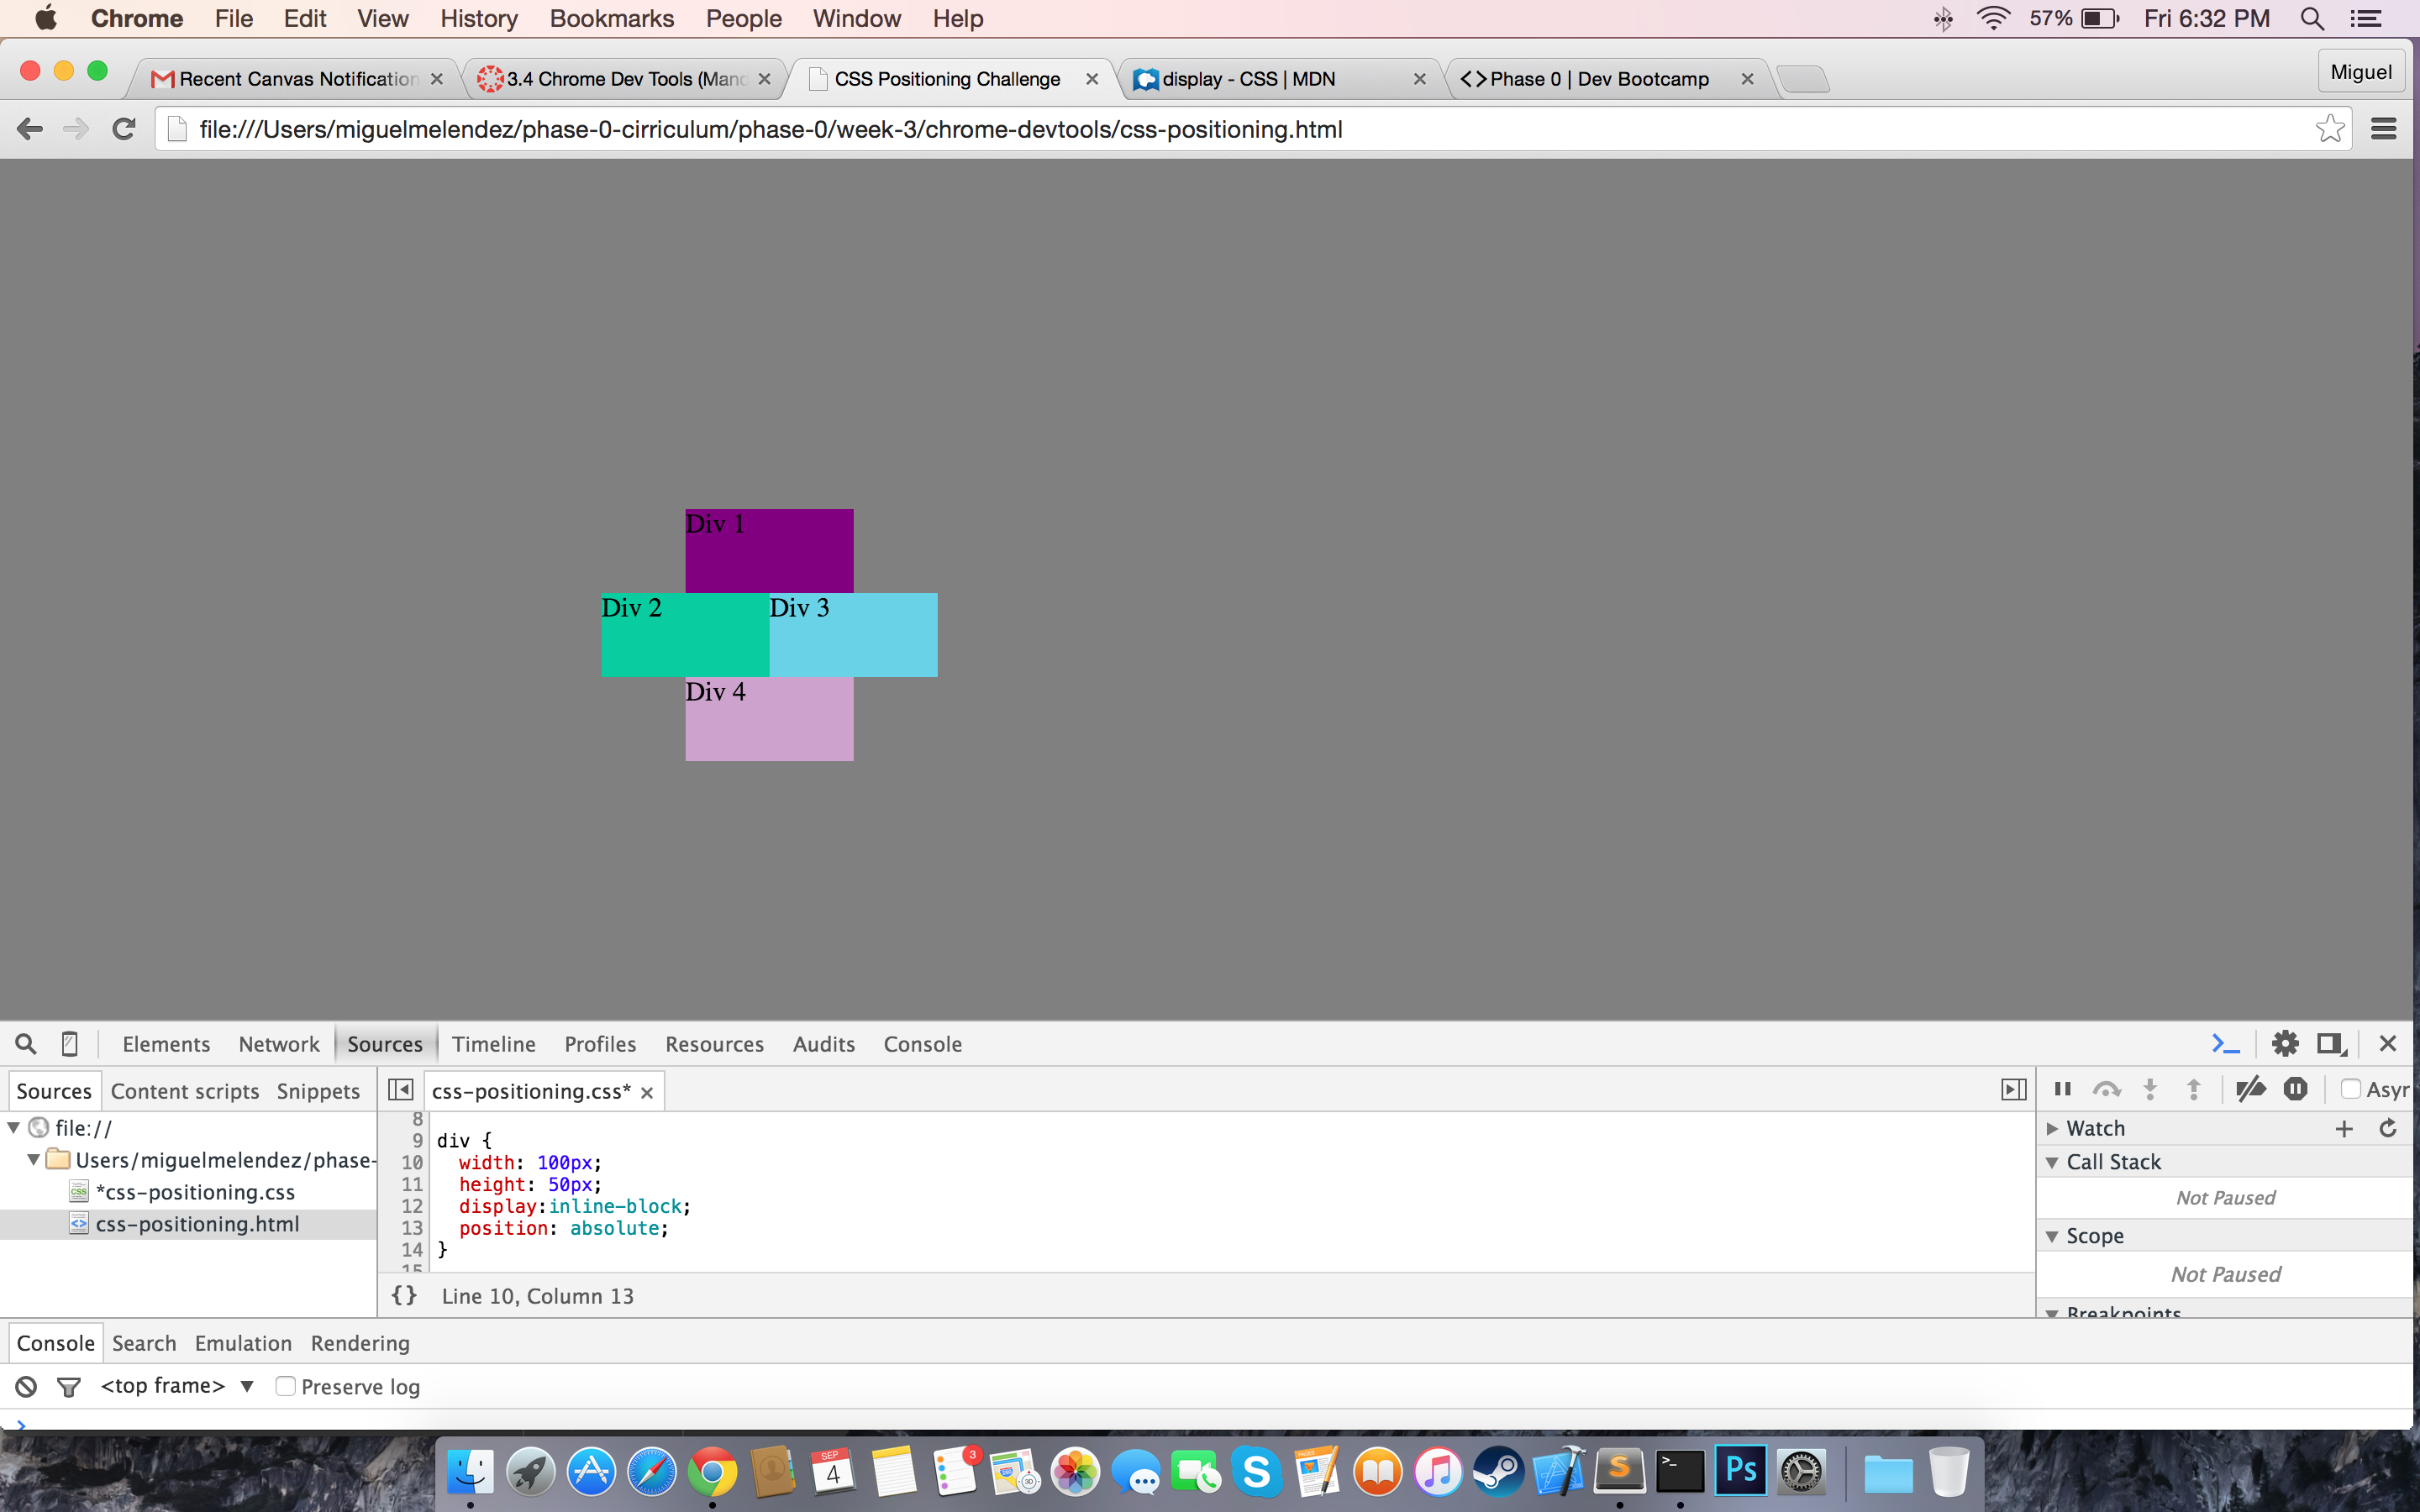 Chrome File Edit View History Bookmarks People Window Help 57% Fri 6:32 PM
Recent Canvas Notification 3.4 Chrome Dev Tools (Mand CSS Positioning Challenge display - CSS | MDN <> Phase 0 | Dev Bootcamp Miguel
file:///Users/miguelmelendez/phase-0-cirriculum/phase-0/week-3/chrome-devtools/css-positioning.html
Div 1
Div 2 Div 3
Div 4
Elements Network Sources Timeline Profiles Resources Audits Console
Sources Content scripts Snippets css-positioning.css* Asyr
file://
Users/miguelmelendez/phase-
*css-positioning.css
css-positioning.html
8
9 div {
10 width: 100px;
11 height: 50px;
12 display:inline-block;
13 position: absolute;
14 }
15
{} Line 10, Column 13
Watch
Call Stack
Not Paused
Scope
Not Paused
Breakpoints
Console Search Emulation Rendering
<top frame> Preserve log
SEP
4
3
3D
PAGES
S
S
>_
Ps